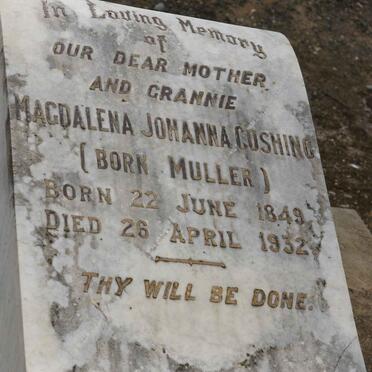 In Loving Memory
of
OUR DEAR MOTHER
AND GRANNIE
MAGDALENA JOHANNA GUSHING
(BORN MULLER)
BORN 22 JUNE 1849
DIED 26 APRIL 1932
THY WILL BE DONE.